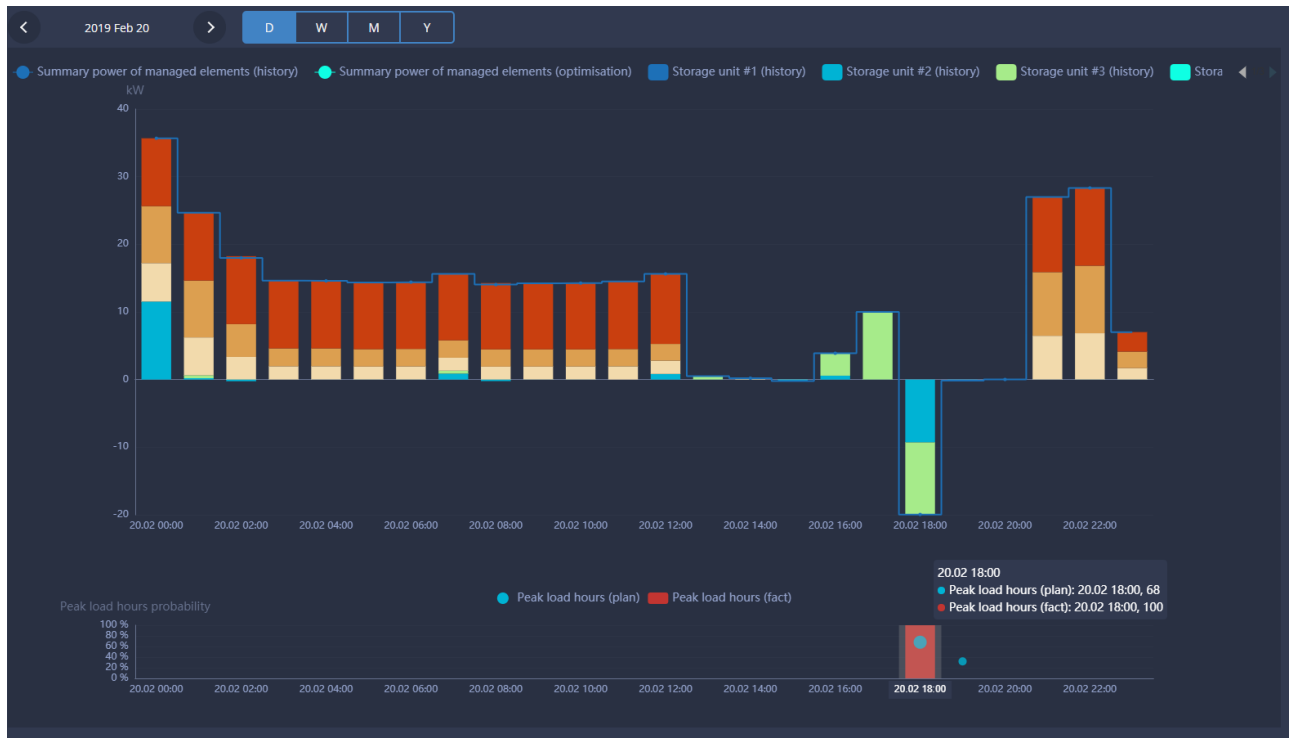 2019 Feb 20 D W M Y
Summary power of managed elements (history) Summary power of managed elements (optimisation) Storage unit #1 (history) Storage unit #2 (history) Storage unit #3 (history) Stora
kW
40
30
20
10
0
-10
-20
20.02 00:00 20.02 02:00 20.02 04:00 20.02 06:00 20.02 08:00 20.02 10:00 20.02 12:00 20.02 14:00 20.02 16:00 20.02 18:00 20.02 20:00 20.02 22:00
20.02 18:00
Peak load hours (plan): 20.02 18:00, 68
Peak load hours (fact): 20.02 18:00, 100
Peak load hours (plan) Peak load hours (fact)
Peak load hours probability
100 %
80 %
60 %
40 %
20 %
0 %
20.02 00:00 20.02 02:00 20.02 04:00 20.02 06:00 20.02 08:00 20.02 10:00 20.02 12:00 20.02 14:00 20.02 16:00 20.02 18:00 20.02 20:00 20.02 22:00